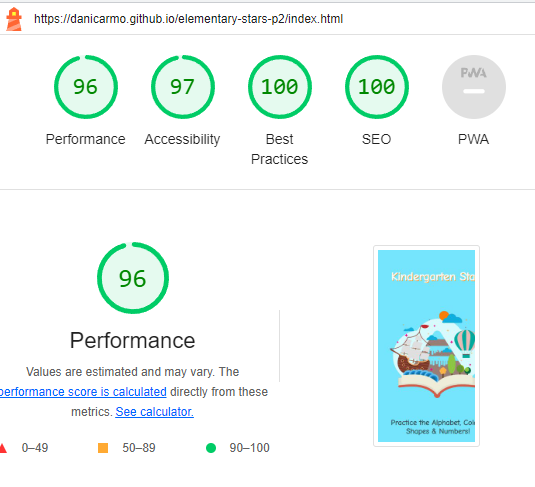 https://danicarmo.github.io/elementary-stars-p2/index.html
96
97
100
100
PWA
Performance
Accessibility
Best
Practices
SEO
PWA
96
Performance
Values are estimated and may vary. The
performance score is calculated directly from these
metrics. See calculator.
0–49
50–89
90–100
Kindergarten Sta
Practice the Alphabet, Col
Shapes & Numbers!